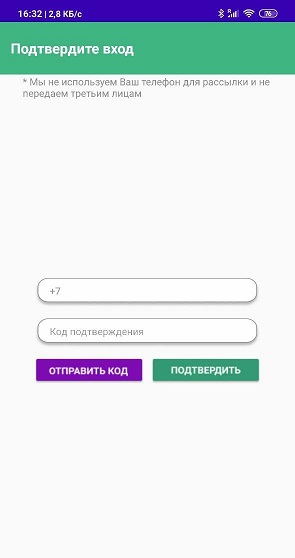 16:32 | 2,8 КБ/с
76
Подтвердите вход
* Мы не используем Ваш телефон для рассылки и не
передаем третьим лицам
+7
Код подтверждения
ОТПРАВИТЬ КОД ПОДТВЕРДИТЬ